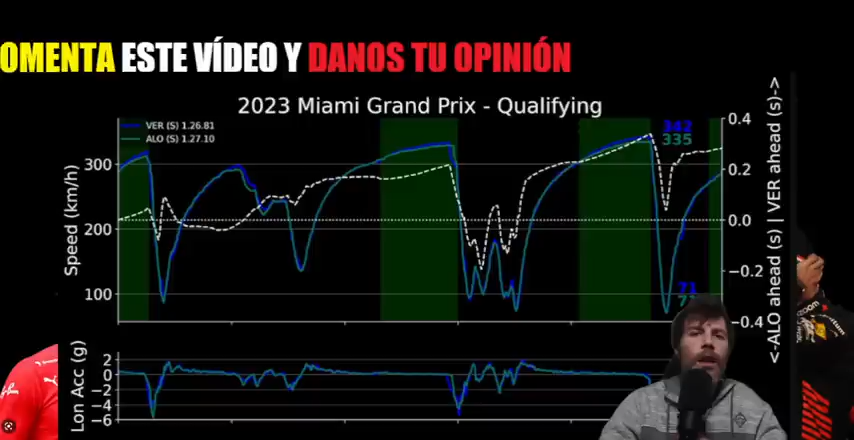 OMENTA ESTE VÍDEO Y DANOS TU OPINIÓN
2023 Miami Grand Prix - Qualifying
VER (S) 1.26.81
ALO (S) 1.27.10
342
335
71
300
200
100
Speed (km/h)
0.4
0.2
0.0
−0.2
−0.4
<-ALO ahead (s) | VER ahead (s)->
2
0
−2
−4
−6
Lon Acc (g)
zoom